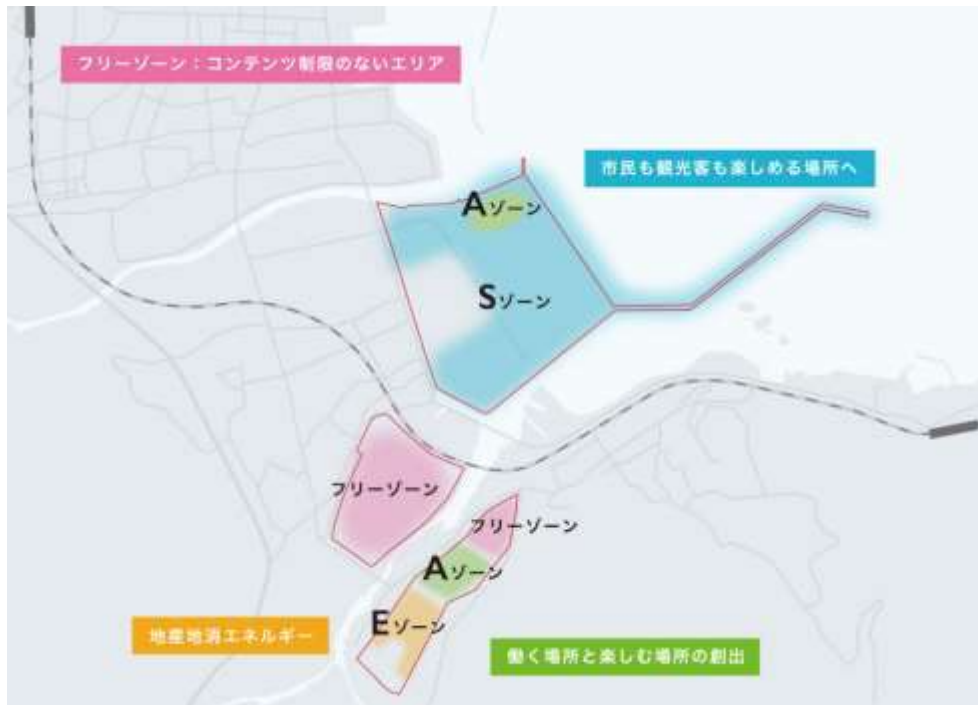 フリーゾーン：コンテンツ制限のないエリア
市民も観光客も楽しめる場所へ
Aゾーン
Sゾーン
フリーゾーン
フリーゾーン
Aゾーン
Eゾーン
地産地消エネルギー
働く場所と楽しむ場所の創出